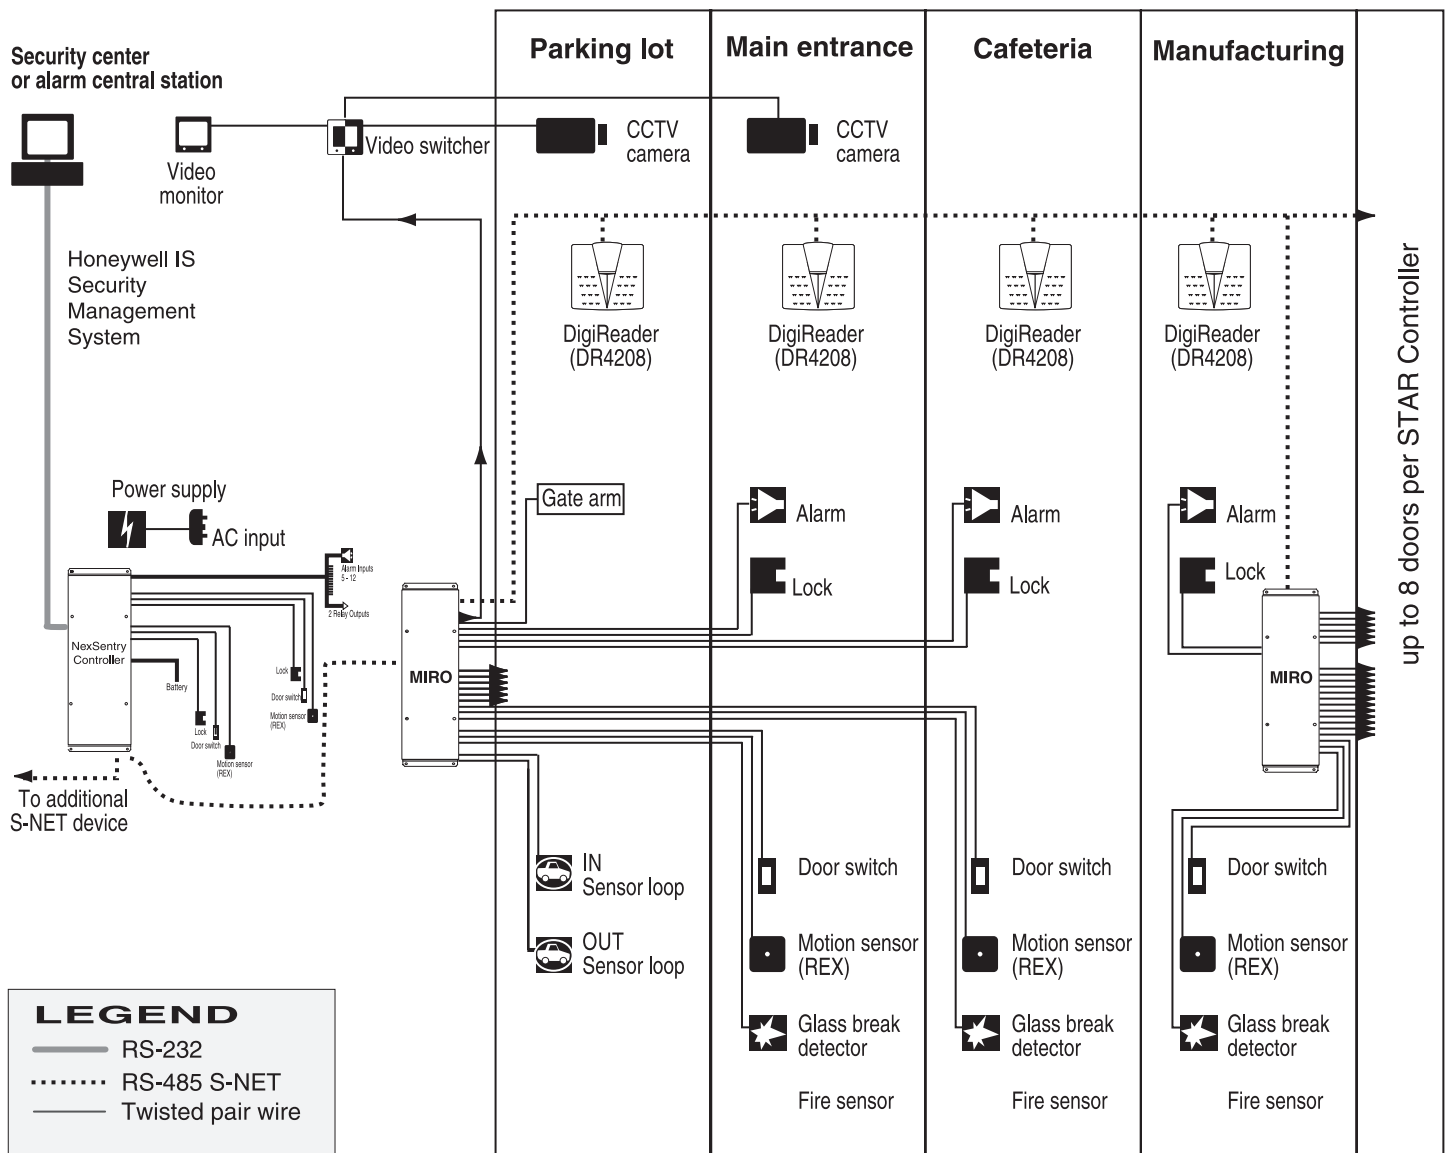 Security center
or alarm central station
Parking lot
Main entrance
Cafeteria
Manufacturing
Video
monitor
Video switcher
CCTV
camera
CCTV
camera
Honeywell IS
Security
Management
System
DigiReader
(DR4208)
DigiReader
(DR4208)
DigiReader
(DR4208)
DigiReader
(DR4208)
up to 8 doors per STAR Controller
Power supply
AC input
Gate arm
Alarm
Alarm
Alarm
Lock
Lock
Lock
Alarm Inputs
5 - 12
2 Relay Outputs
NexSentry
Controller
Battery
Lock
Door switch
Motion sensor
(REX)
Lock
Door switch
Motion sensor
(REX)
MIRO
MIRO
To additional
S-NET device
IN
Sensor loop
OUT
Sensor loop
Door switch
Door switch
Door switch
Motion sensor
(REX)
Motion sensor
(REX)
Motion sensor
(REX)
Glass break
detector
Glass break
detector
Glass break
detector
Fire sensor
Fire sensor
Fire sensor
LEGEND
RS-232
RS-485 S-NET
Twisted pair wire